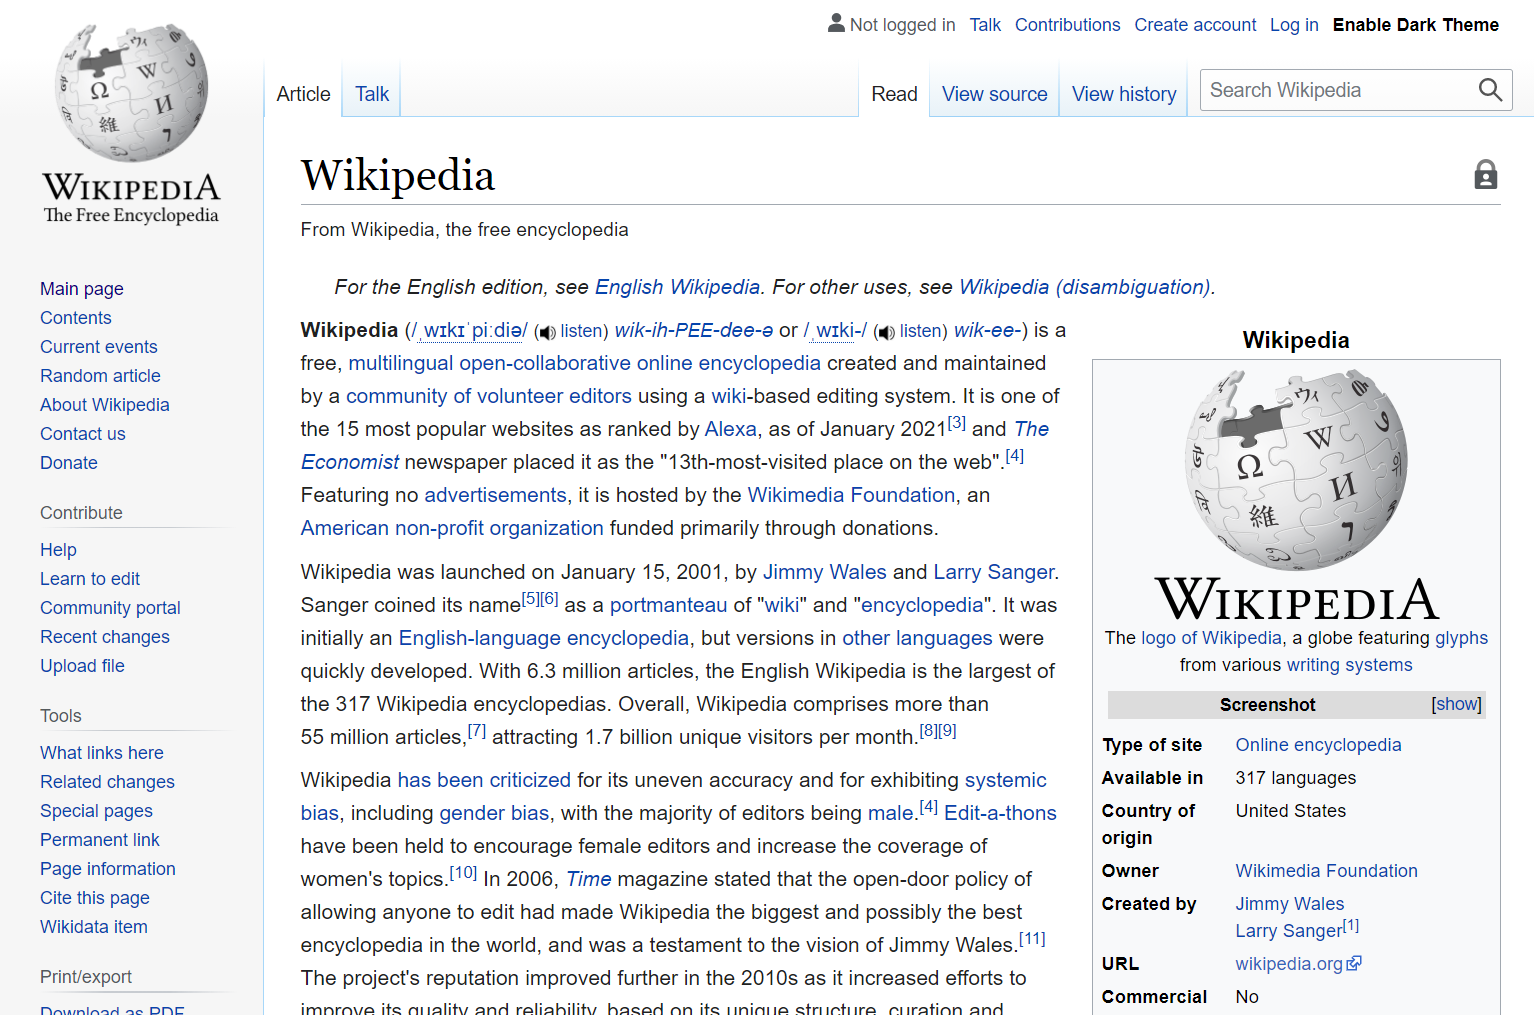 Not logged in Talk Contributions Create account Log in Enable Dark Theme
Article Talk Read View source View history Search Wikipedia
WIKIPEDIA
The Free Encyclopedia
Main page
Contents
Current events
Random article
About Wikipedia
Contact us
Donate
Contribute
Help
Learn to edit
Community portal
Recent changes
Upload file
Tools
What links here
Related changes
Special pages
Permanent link
Page information
Cite this page
Wikidata item
Print/export
Download as PDF
Wikipedia
From Wikipedia, the free encyclopedia
For the English edition, see English Wikipedia. For other uses, see Wikipedia (disambiguation).
Wikipedia (/ˌwɪkɪˈpiːdiə/ (listen) wik-ih-PEE-dee-ə or /ˌwɪki-/ (listen) wik-ee-) is a
free, multilingual open-collaborative online encyclopedia created and maintained
by a community of volunteer editors using a wiki-based editing system. It is one of
the 15 most popular websites as ranked by Alexa, as of January 2021[3] and The
Economist newspaper placed it as the "13th-most-visited place on the web".[4]
Featuring no advertisements, it is hosted by the Wikimedia Foundation, an
American non-profit organization funded primarily through donations.
Wikipedia was launched on January 15, 2001, by Jimmy Wales and Larry Sanger.
Sanger coined its name[5][6] as a portmanteau of "wiki" and "encyclopedia". It was
initially an English-language encyclopedia, but versions in other languages were
quickly developed. With 6.3 million articles, the English Wikipedia is the largest of
the 317 Wikipedia encyclopedias. Overall, Wikipedia comprises more than
55 million articles,[7] attracting 1.7 billion unique visitors per month.[8][9]
Wikipedia has been criticized for its uneven accuracy and for exhibiting systemic
bias, including gender bias, with the majority of editors being male.[4] Edit-a-thons
have been held to encourage female editors and increase the coverage of
women's topics.[10] In 2006, Time magazine stated that the open-door policy of
allowing anyone to edit had made Wikipedia the biggest and possibly the best
encyclopedia in the world, and was a testament to the vision of Jimmy Wales.[11]
The project's reputation improved further in the 2010s as it increased efforts to
improve its quality and reliability, based on its unique structure, curation and
Wikipedia
Ω
W
И
維
ウィ
7
WIKIPEDIA
The logo of Wikipedia, a globe featuring glyphs
from various writing systems
Screenshot [show]
Type of site Online encyclopedia
Available in 317 languages
Country of United States
origin
Owner Wikimedia Foundation
Created by Jimmy Wales
Larry Sanger[1]
URL wikipedia.org
Commercial No